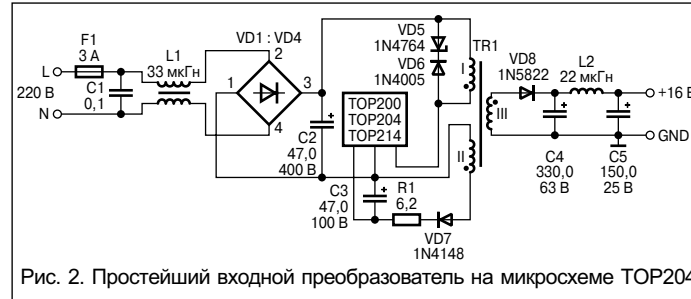 F1
3 А
L
220 В
N
C1
0,1
L1
33 мкГн
VD1 : VD4
1
2
3
4
C2
47,0
400 В
TOP200
TOP204
TOP214
C3
47,0
100 В
R1
6,2
VD7
1N4148
VD5
1N4764
VD6
1N4005
TR1
I
II
III
VD8
1N5822
L2
22 мкГн
C4
330,0
63 В
C5
150,0
25 В
+16 В
GND
Рис. 2. Простейший входной преобразователь на микросхеме TOP204